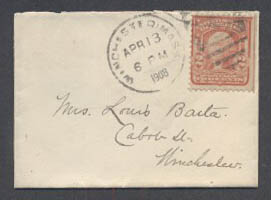 WINCHESTER, MASS.
APR 13
6 PM
1908
Mrs. Louis Barta.
Cabot St.
Winchester.